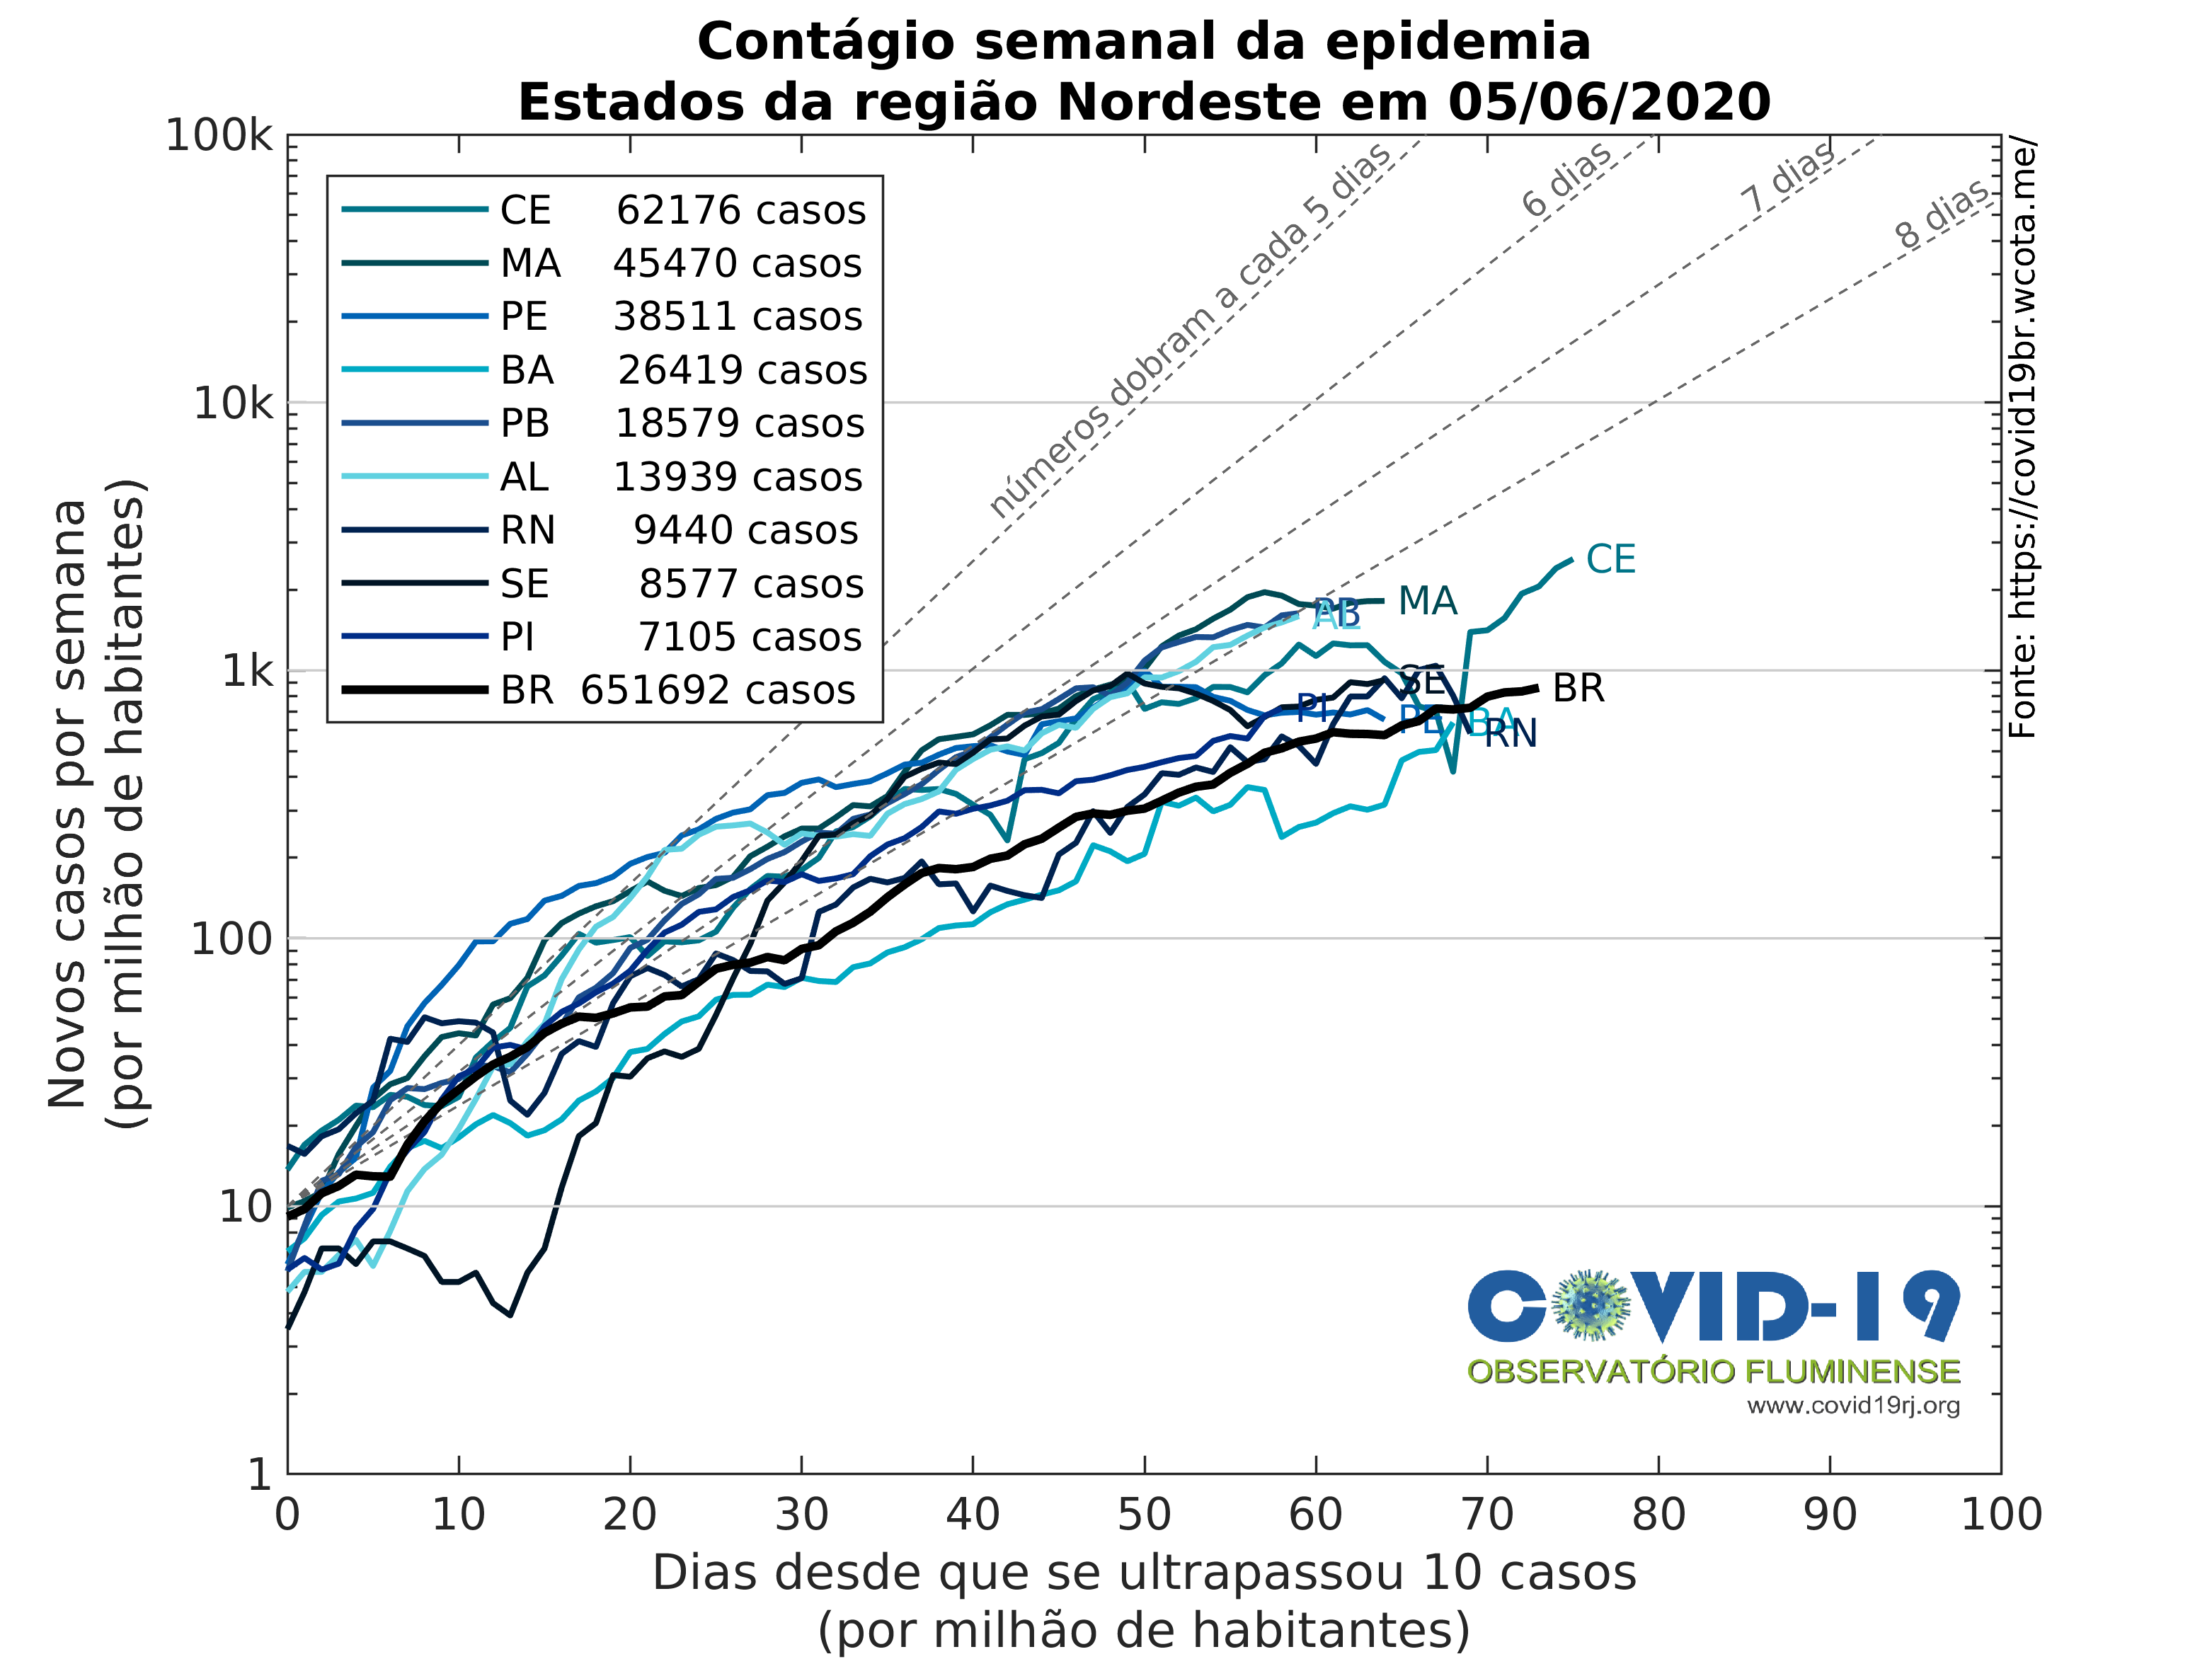 Contágio semanal da epidemia
Estados da região Nordeste em 05/06/2020
Novos casos por semana
(por milhão de habitantes)
100k
10k
1k
100
10
1
CE 62176 casos
MA 45470 casos
PE 38511 casos
BA 26419 casos
PB 18579 casos
AL 13939 casos
RN 9440 casos
SE 8577 casos
PI 7105 casos
BR 651692 casos
números dobram a cada 5 dias
6 dias
7 dias
8 dias
CE
MA
PB
AL
SE
BR
PI
PE
BA
RN
Fonte: https://covid19br.wcota.me/
COVID-19
OBSERVATÓRIO FLUMINENSE
www.covid19rj.org
0 10 20 30 40 50 60 70 80 90 100
Dias desde que se ultrapassou 10 casos
(por milhão de habitantes)